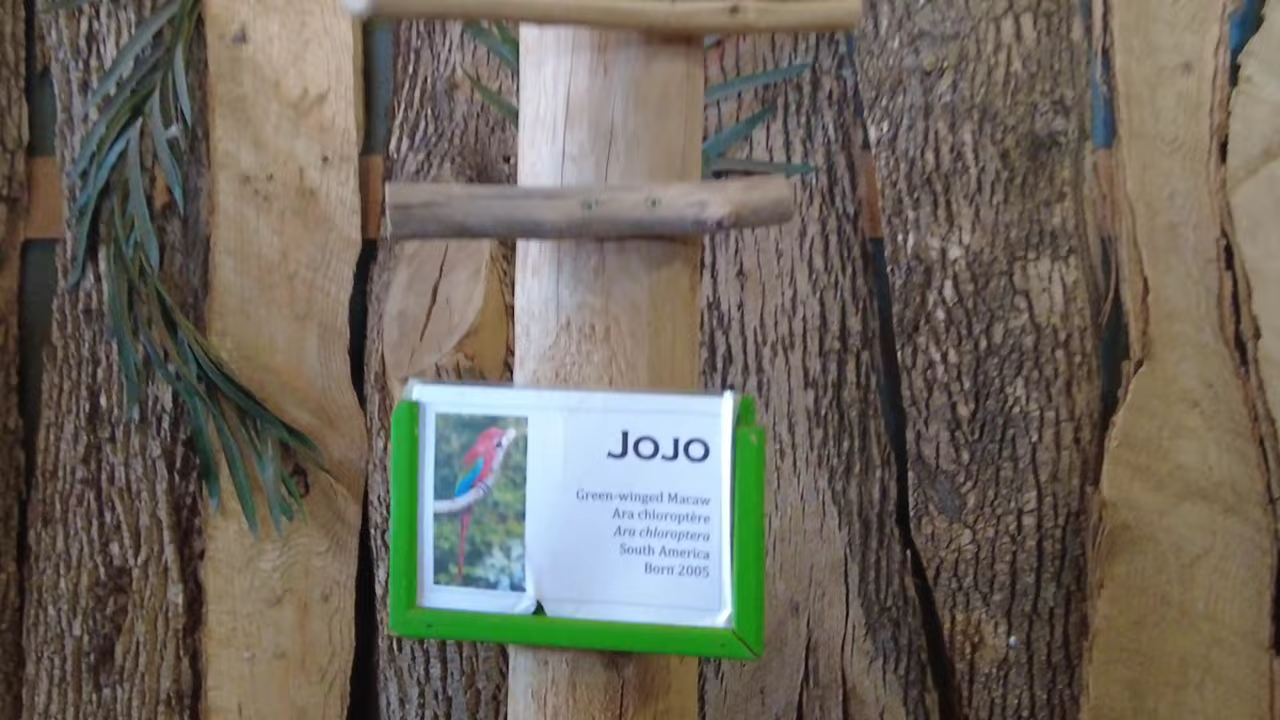 JOJO
Green-winged Macaw
Ara chloroptère
Ara chloroptera
South America
Born 2005